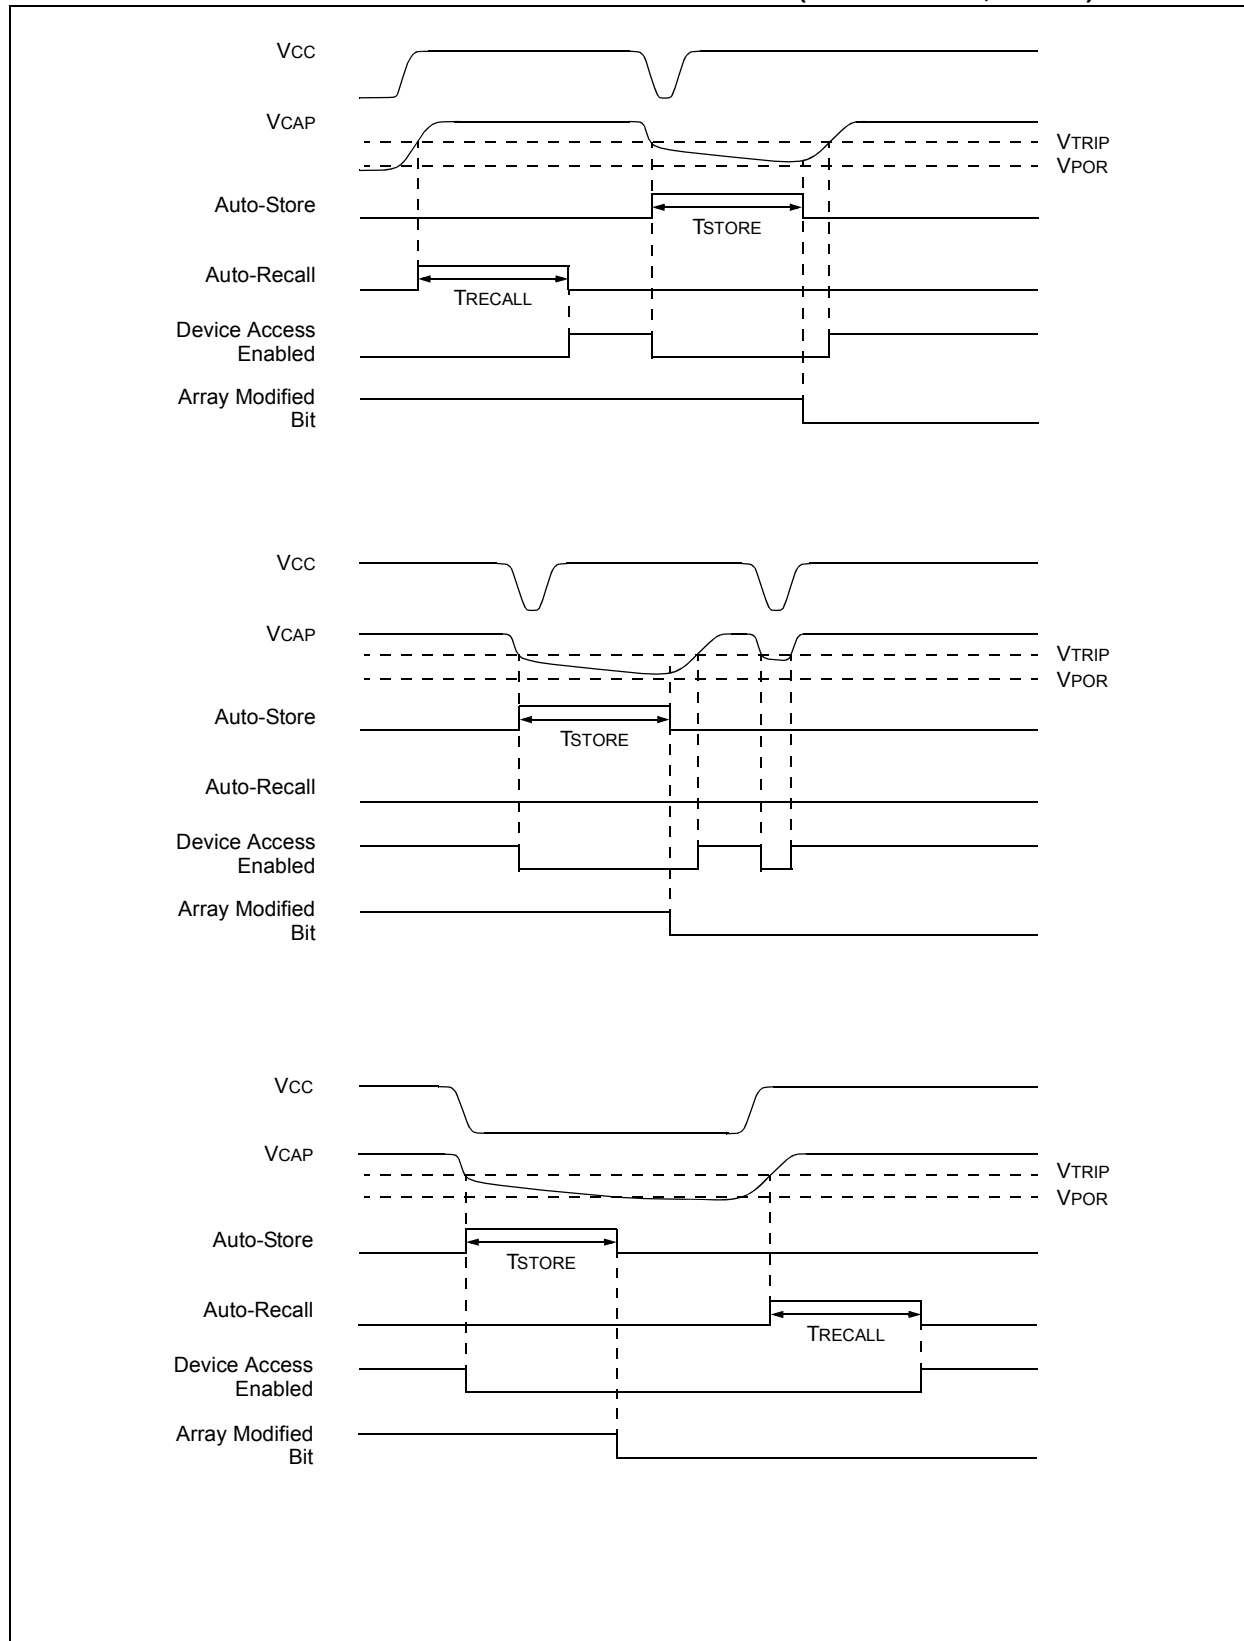 VCC
VCAP
VTRIP
VPOR
Auto-Store
TSTORE
Auto-Recall
TRECALL
Device Access
Enabled
Array Modified
Bit
VCC
VCAP
VTRIP
VPOR
Auto-Store
TSTORE
Auto-Recall
Device Access
Enabled
Array Modified
Bit
VCC
VCAP
VTRIP
VPOR
Auto-Store
TSTORE
Auto-Recall
TRECALL
Device Access
Enabled
Array Modified
Bit